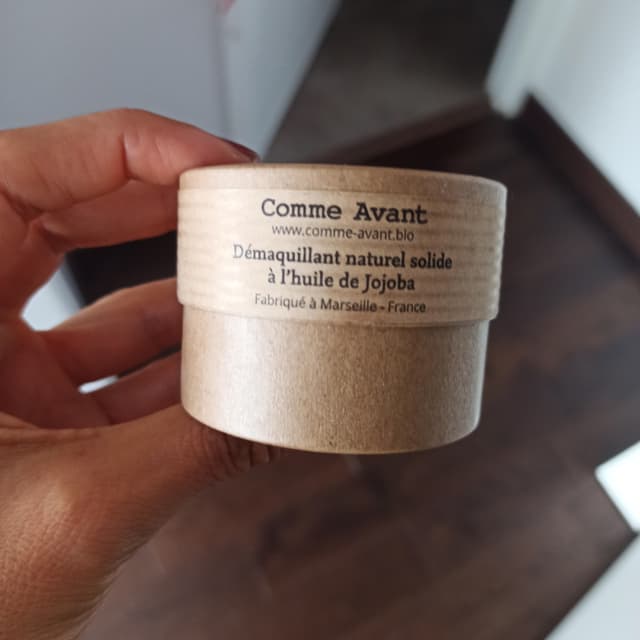 Comme Avant
www.comme-avant.bio
Démaquillant naturel solide
à l'huile de Jojoba
Fabriqué à Marseille - France